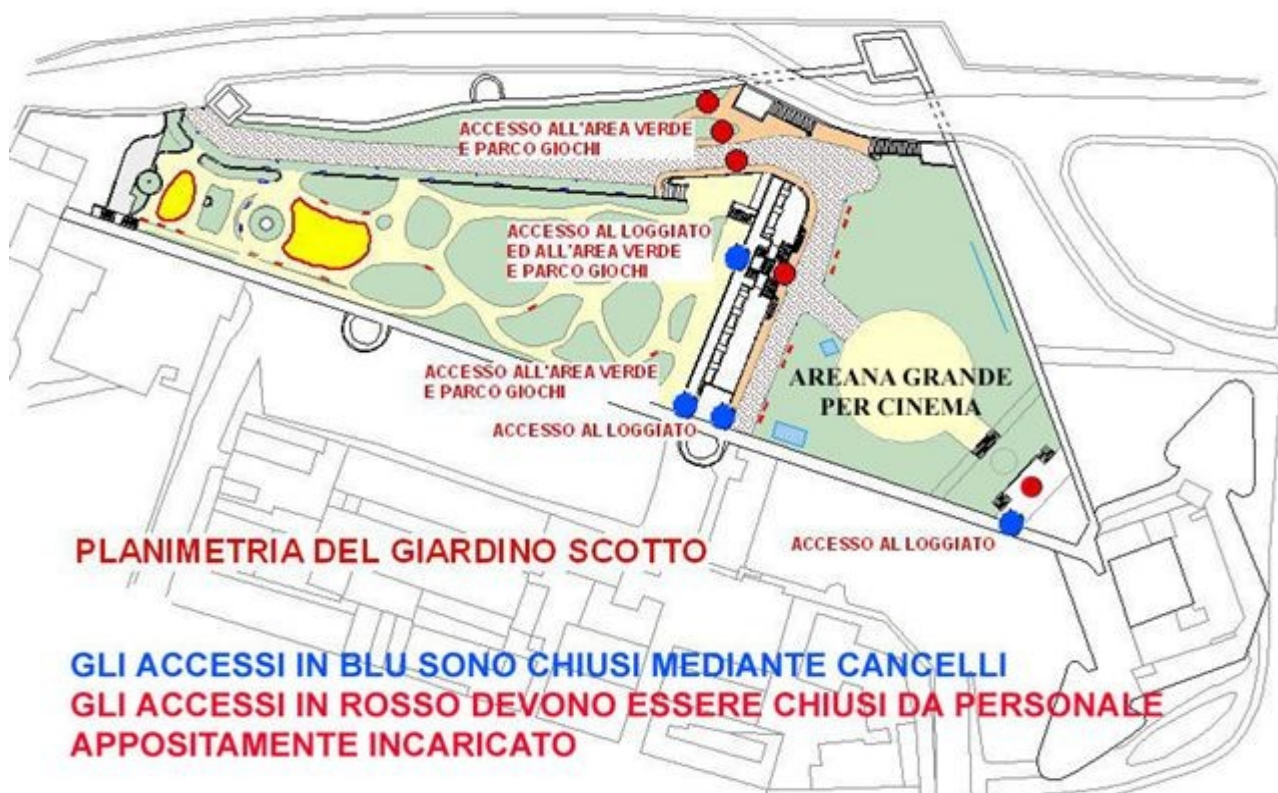 ACCESSO ALL'AREA VERDE
E PARCO GIOCHI
ACCESSO AL LOGGIATO
ED ALL'AREA VERDE
E PARCO GIOCHI
ACCESSO ALL'AREA VERDE
E PARCO GIOCHI
ACCESSO AL LOGGIATO
AREANA GRANDE
PER CINEMA
ACCESSO AL LOGGIATO
PLANIMETRIA DEL GIARDINO SCOTTO
GLI ACCESSI IN BLU SONO CHIUSI MEDIANTE CANCELLI
GLI ACCESSI IN ROSSO DEVONO ESSERE CHIUSI DA PERSONALE
APPOSITAMENTE INCARICATO